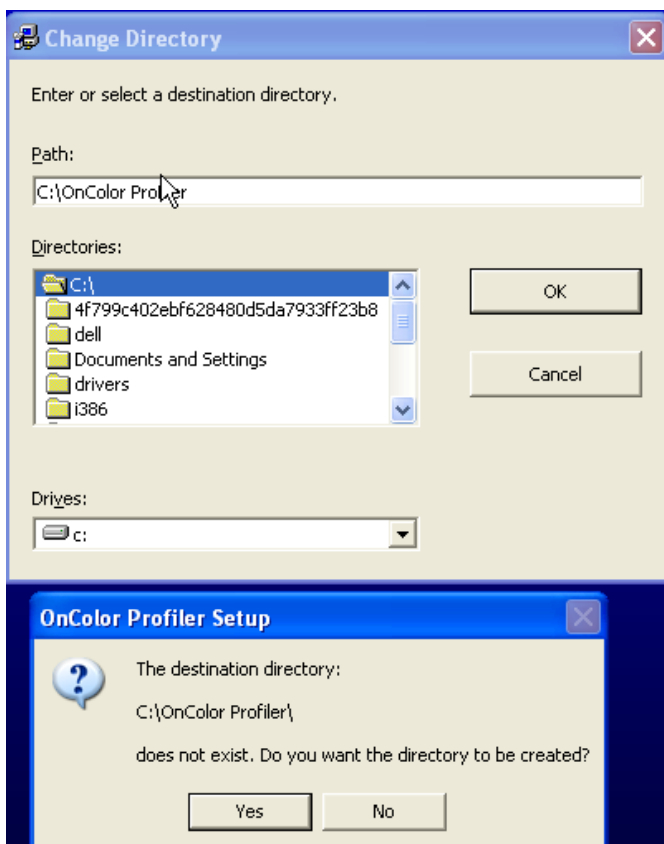 Change Directory
Enter or select a destination directory.
Path:
C:\OnColor Profiler
Directories:
C:\
4f799c402ebf628480d5da7933ff23b8
dell
Documents and Settings
drivers
i386
OK
Cancel
Drives:
c:
OnColor Profiler Setup
The destination directory:
C:\OnColor Profiler\
does not exist. Do you want the directory to be created?
Yes
No